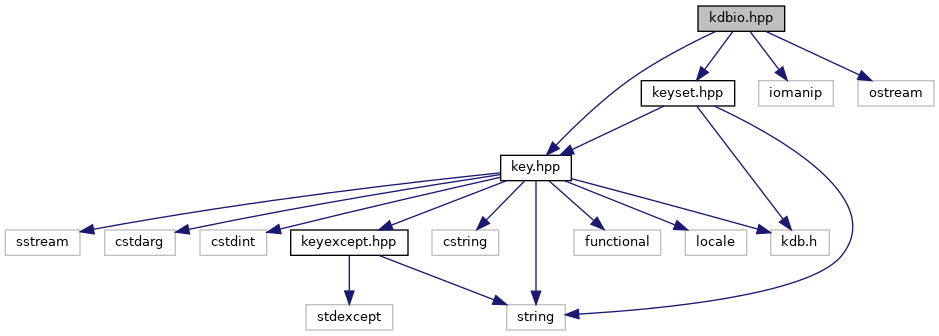 kdbio.hpp
keyset.hpp
iomanip
ostream
key.hpp
sstream
cstdarg
cstdint
keyexcept.hpp
cstring
functional
locale
kdb.h
stdexcept
string